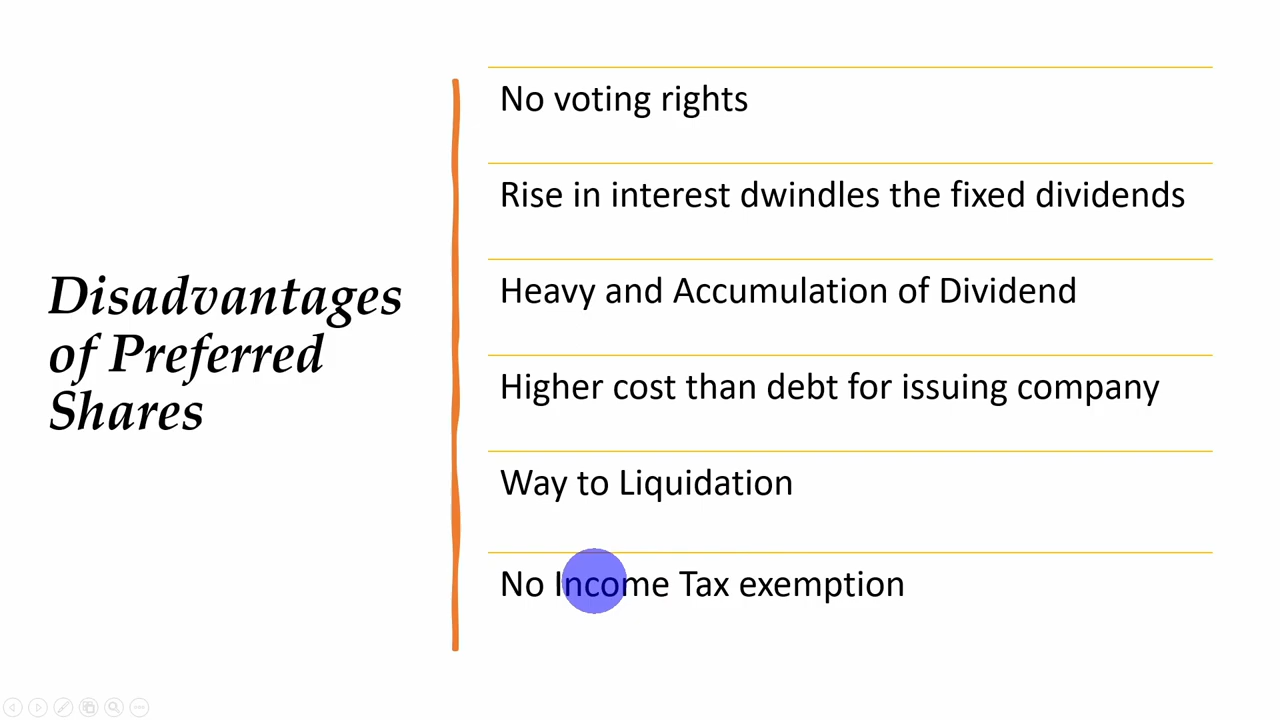 Disadvantages
of Preferred
Shares
No voting rights
Rise in interest dwindles the fixed dividends
Heavy and Accumulation of Dividend
Higher cost than debt for issuing company
Way to Liquidation
No Income Tax exemption